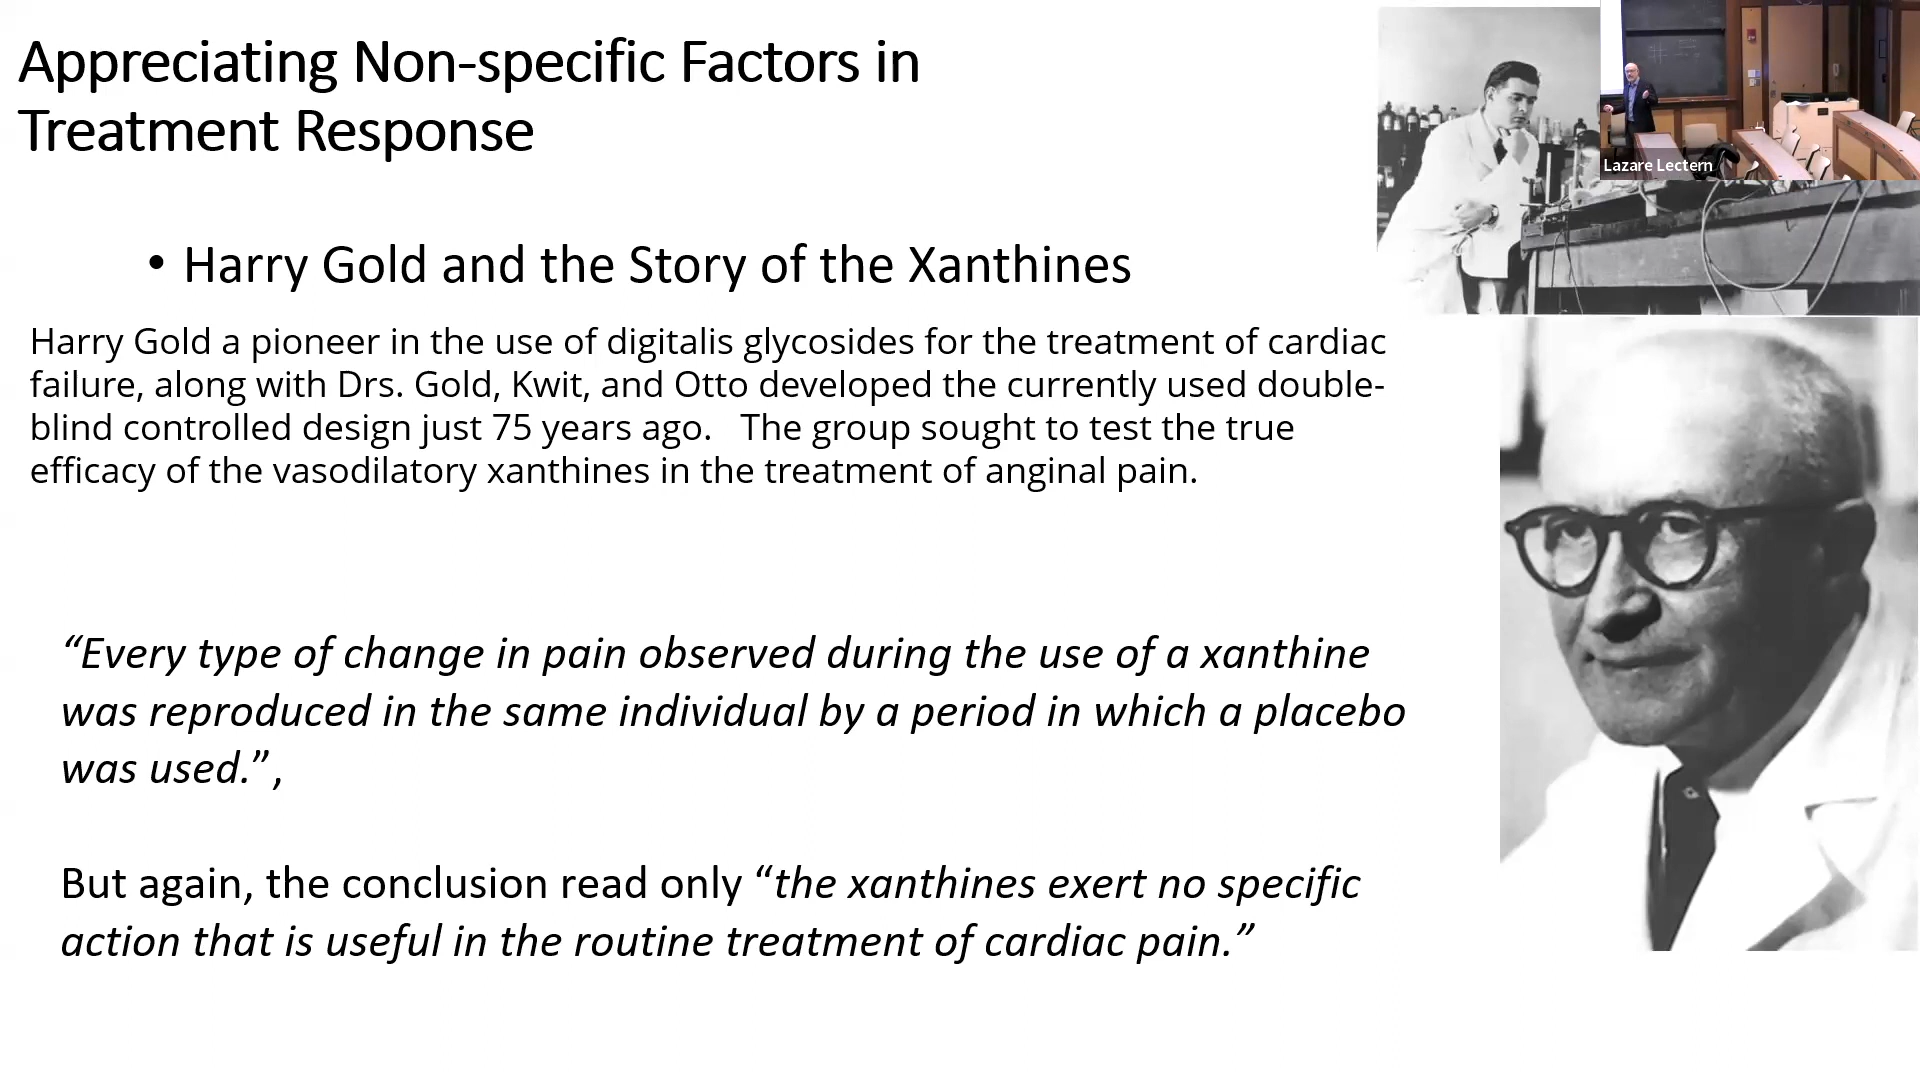 Appreciating Non-specific Factors in
Treatment Response
Lazare Lectern
• Harry Gold and the Story of the Xanthines
Harry Gold a pioneer in the use of digitalis glycosides for the treatment of cardiac
failure, along with Drs. Gold, Kwit, and Otto developed the currently used double-
blind controlled design just 75 years ago.   The group sought to test the true
efficacy of the vasodilatory xanthines in the treatment of anginal pain.
“Every type of change in pain observed during the use of a xanthine
was reproduced in the same individual by a period in which a placebo
was used.”,
But again, the conclusion read only “the xanthines exert no specific
action that is useful in the routine treatment of cardiac pain.”